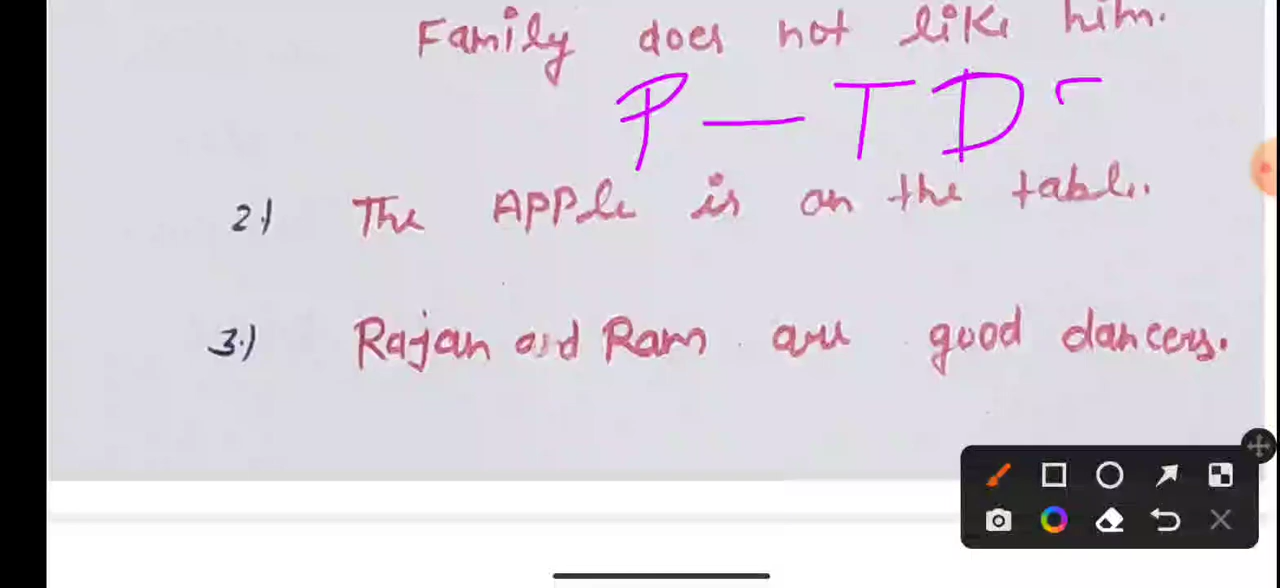 Family does not like him.
P — T D
2.) The Apple is on the table.
3.) Rajan and Ram are good dancers.